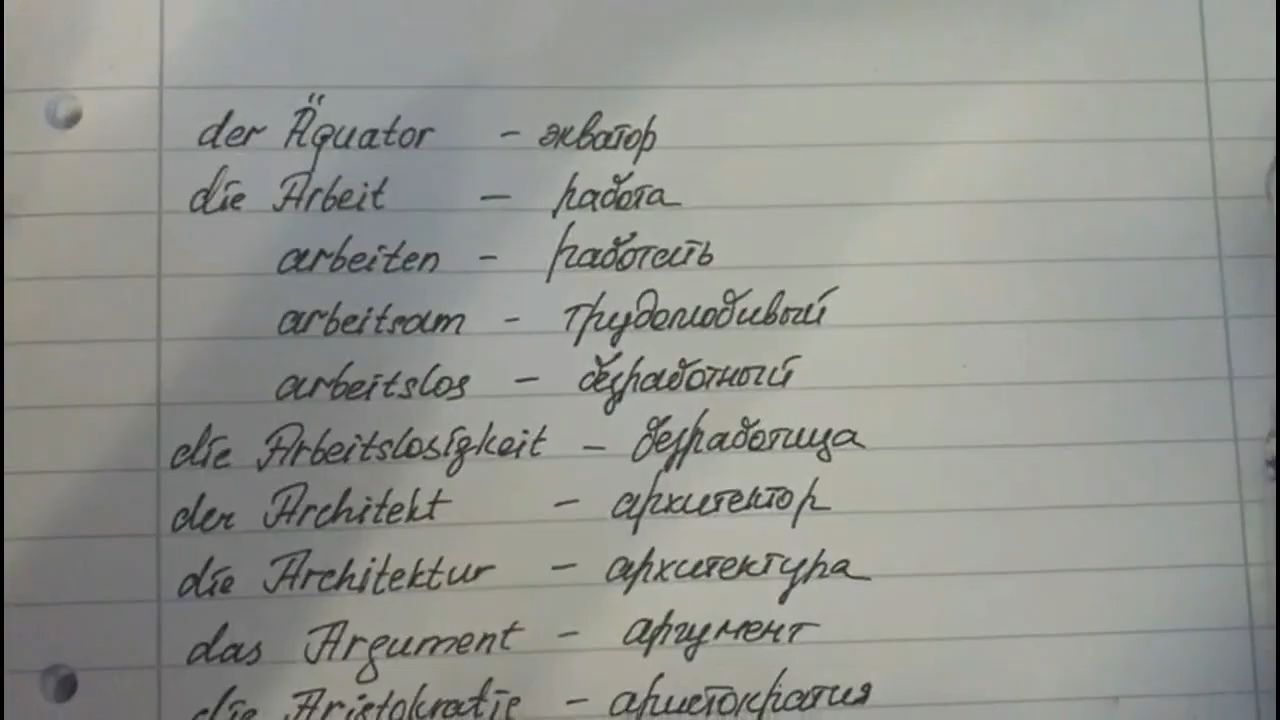 der Äquator - экватор
die Arbeit - работа
arbeiten - работать
arbeitsam - трудолюбивый
arbeitslos - безработный
die Arbeitslosigkeit - безработица
der Architekt - архитектор
die Architektur - архитектура
das Argument - аргумент
die Aristokratie - аристократия